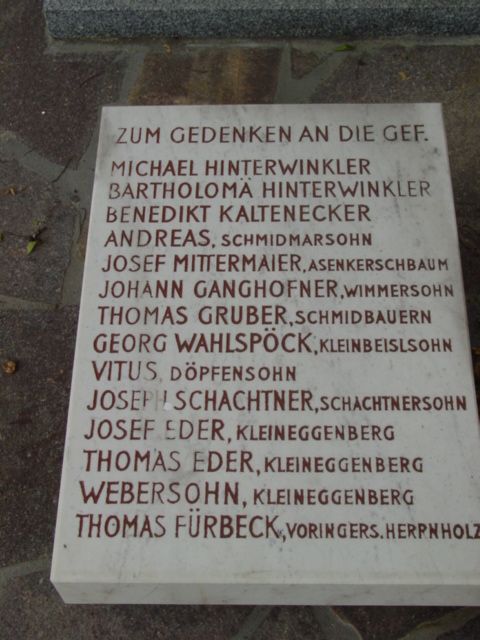 ZUM GEDENKEN AN DIE GEF.
MICHAEL HINTERWINKLER
BARTHOLOMÄ HINTERWINKLER
BENEDIKT KALTENECKER
ANDREAS, SCHMIDMARSOHN
JOSEF MITTERMAIER, ASENKERSCHBAUM
JOHANN GANGHOFNER, WIMMERSOHN
THOMAS GRUBER, SCHMIDBAUERN
GEORG WAHLSPÖCK, KLEINBEISLSOHN
VITUS, DÖPFENSOHN
JOSEPH SCHACHTNER, SCHACHTNERSOHN
JOSEF EDER, KLEINEGGENBERG
THOMAS EDER, KLEINEGGENBERG
WEBERSOHN, KLEINEGGENBERG
THOMAS FÜRBECK, VORINGERS. HERPNHOLZ